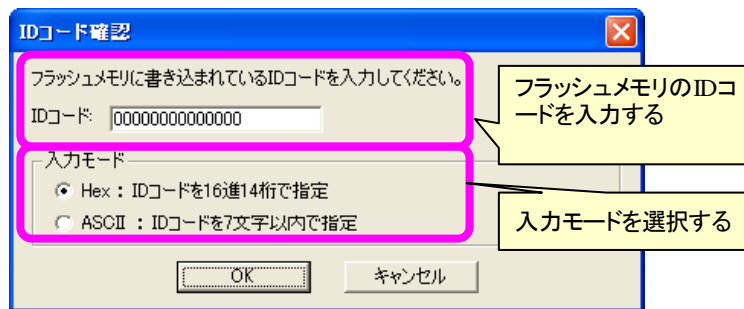 IDコード確認
フラッシュメモリに書き込まれているIDコードを入力してください。
IDコード: 00000000000000
入力モード
Hex : IDコードを16進14桁で指定
ASCII : IDコードを7文字以内で指定
OK
キャンセル
フラッシュメモリのIDコ
ードを入力する
入力モードを選択する